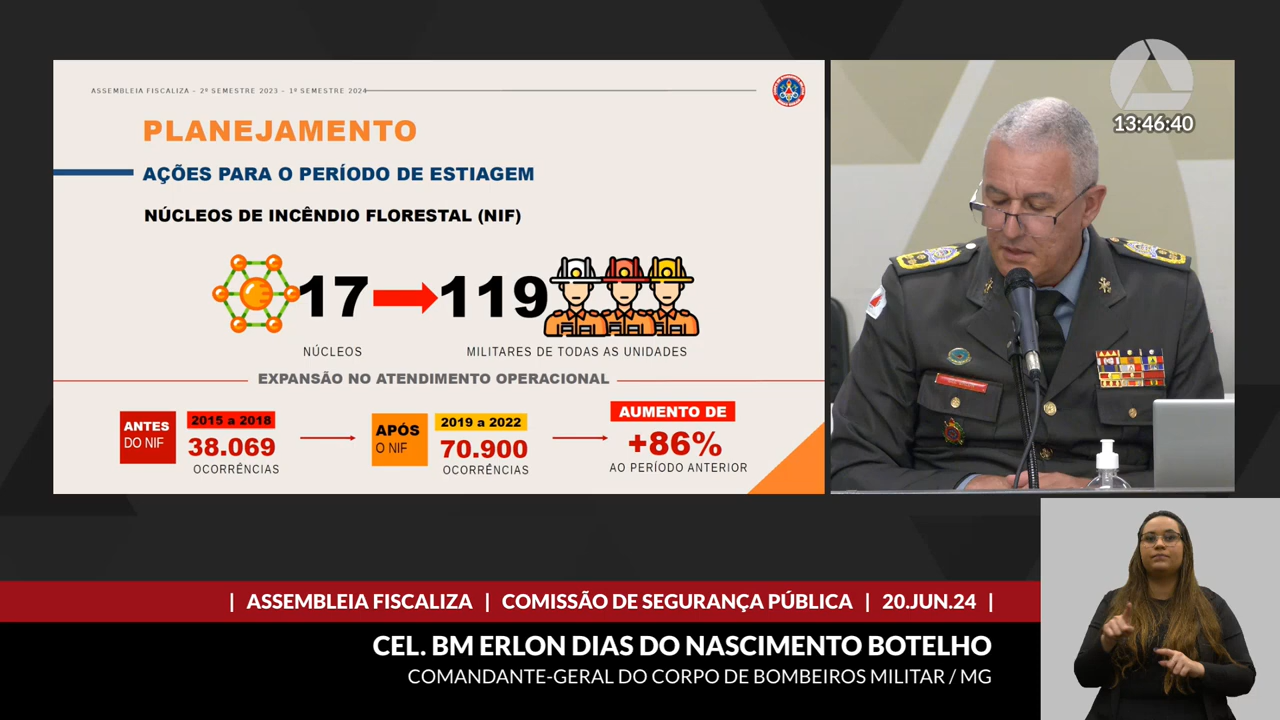 ASSEMBLEIA FISCALIZA - 2º SEMESTRE 2023 - 1º SEMESTRE 2024
PLANEJAMENTO
AÇÕES PARA O PERÍODO DE ESTIAGEM
NÚCLEOS DE INCÊNDIO FLORESTAL (NIF)
17
119
NÚCLEOS
MILITARES DE TODAS AS UNIDADES
EXPANSÃO NO ATENDIMENTO OPERACIONAL
ANTES
DO NIF
2015 a 2018
38.069
OCORRÊNCIAS
APÓS
O NIF
2019 a 2022
70.900
OCORRÊNCIAS
AUMENTO DE
+86%
AO PERÍODO ANTERIOR
13:46:40
| ASSEMBLEIA FISCALIZA | COMISSÃO DE SEGURANÇA PÚBLICA | 20.JUN.24 |
CEL. BM ERLON DIAS DO NASCIMENTO BOTELHO
COMANDANTE-GERAL DO CORPO DE BOMBEIROS MILITAR / MG